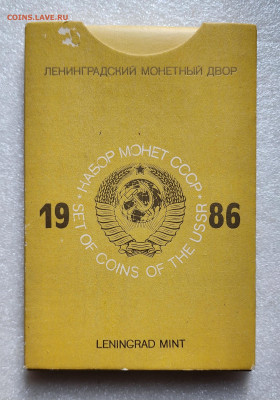 COINS.LAVE.RU
ЛЕНИНГРАДСКИЙ МОНЕТНЫЙ ДВОР
НАБОР МОНЕТ СССР
19 86
SET OF COINS OF THE USSR
LENINGRAD MINT